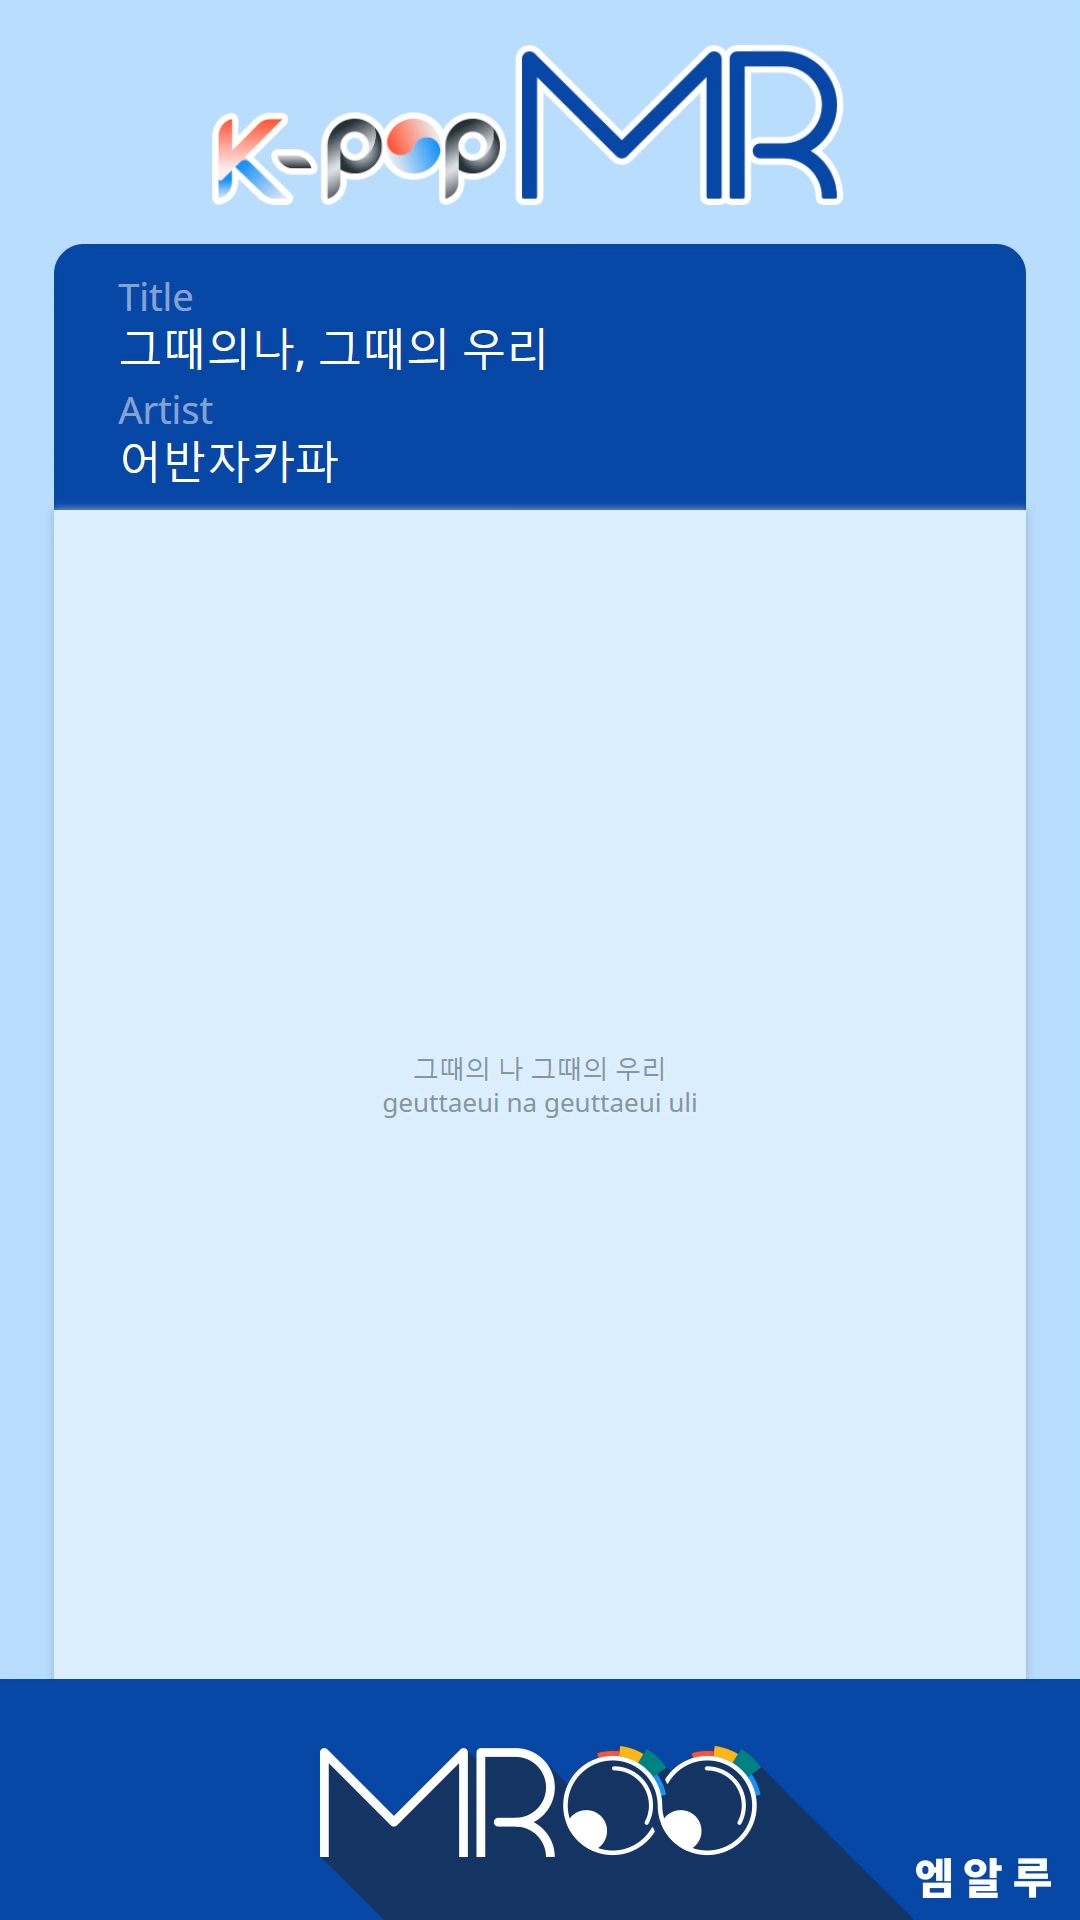 K-pop MR
Title
그때의나, 그때의 우리
Artist
어반자카파
그때의 나 그때의 우리
geuttaeui na geuttaeui uli
MROO
엠알루